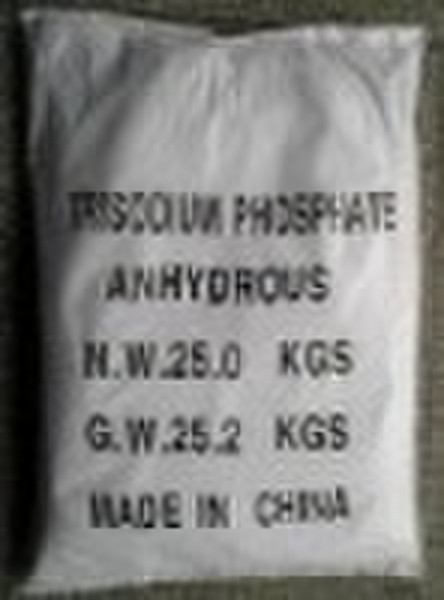 TRISODIUM PHOSPHATE
ANHYDROUS
N.W.25.0 KGS
G.W.25.2 KGS
MADE IN CHINA